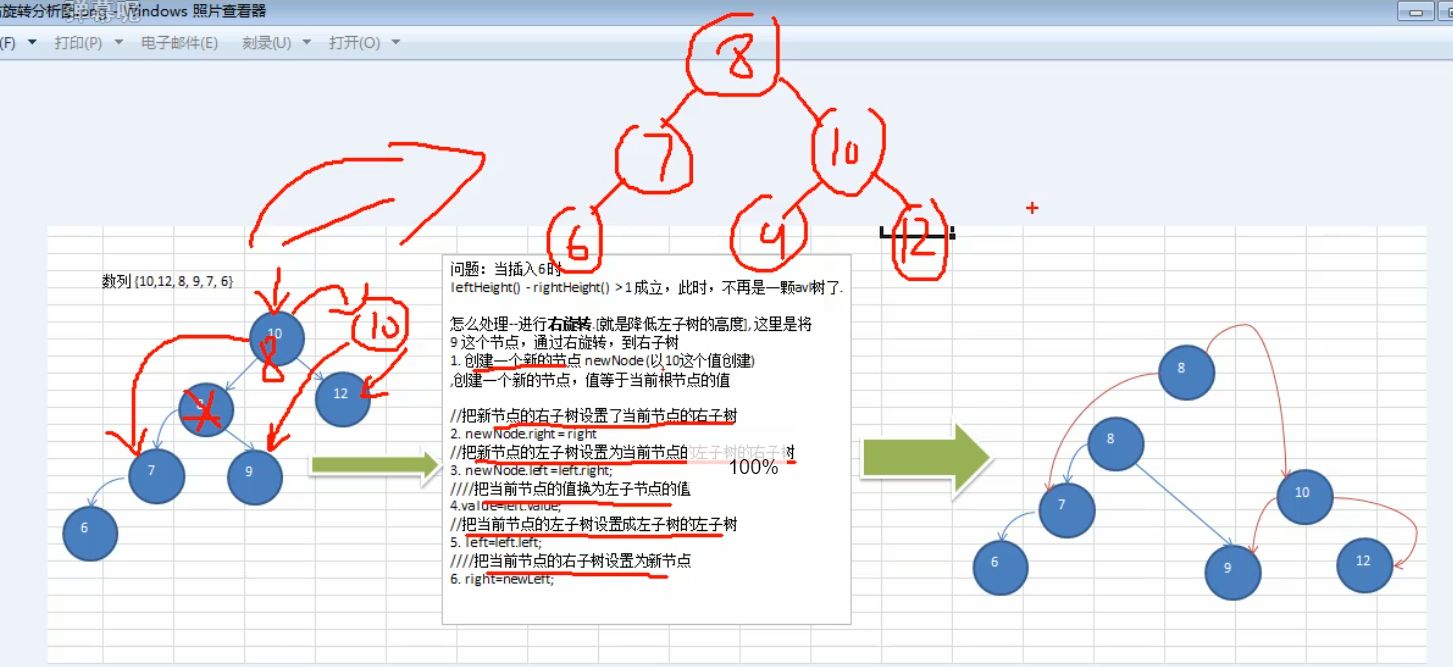 旋转分析图.png - Windows 照片查看器
(F) 打印(P) 电子邮件(E) 刻录(U) 打开(O)
8
7
10
6
9
12
数列 {10,12, 8, 9, 7, 6}
10
8
10
12
7
9
6
问题：当插入6时
leftHeight() - rightHeight() >1 成立，此时，不再是一颗avl树了.
怎么处理--进行右旋转.[就是降低左子树的高度], 这里是将
9 这个节点，通过右旋转，到右子树
1. 创建一个新的节点 newNode (以10这个值创建)
,创建一个新的节点，值等于当前根节点的值
//把新节点的右子树设置了当前节点的右子树
2. newNode.right = right
//把新节点的左子树设置为当前节点的左子树的右子树
3. newNode.left =left.right;
100%
////把当前节点的值换为左子节点的值
4.value=left.value;
//把当前节点的左子树设置成左子树的左子树
5. left=left.left;
////把当前节点的右子树设置为新节点
6. right=newLeft;
8
8
7
10
6
9
12